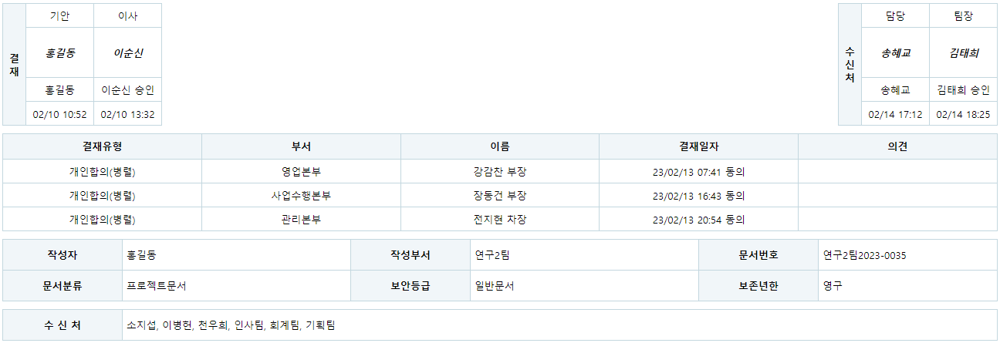 결재
기안 이사
홍길동 이순신
홍길동 이순신 승인
02/10 10:52 02/10 13:32
수신처
담당 팀장
송혜교 김태희
송혜교 김태희 승인
02/14 17:12 02/14 18:25
결재유형 부서 이름 결재일자 의견
개인합의(병렬) 영업본부 강감찬 부장 23/02/13 07:41 동의
개인합의(병렬) 사업수행본부 장동건 부장 23/02/13 16:43 동의
개인합의(병렬) 관리본부 전지현 차장 23/02/13 20:54 동의
작성자 홍길동 작성부서 연구2팀 문서번호 연구2팀2023-0035
문서분류 프로젝트문서 보안등급 일반문서 보존년한 영구
수 신 처 소지섭, 이병헌, 천우희, 인사팀, 회계팀, 기획팀